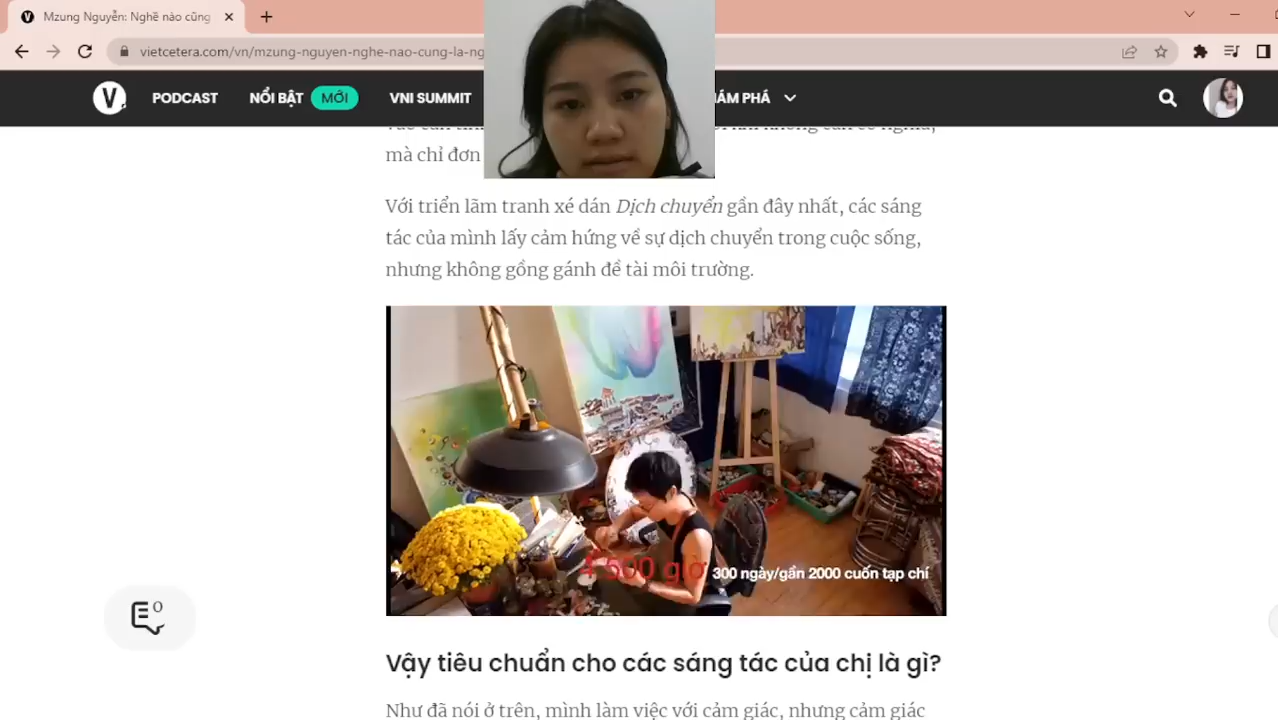 Mzung Nguyễn: Nghề nào cũng
vietcetera.com/vn/mzung-nguyen-nghe-nao-cung-la-ng
V.
PODCAST
NỔI BẬT MỚI
VNI SUMMIT
ÁM PHÁ
mà chỉ đơn
Với triển lãm tranh xé dán Dịch chuyển gần đây nhất, các sáng
tác của mình lấy cảm hứng về sự dịch chuyển trong cuộc sống,
nhưng không gồng gánh đề tài môi trường.
4 500 giờ 300 ngày/gần 2000 cuốn tạp chí
0
Vậy tiêu chuẩn cho các sáng tác của chị là gì?
Như đã nói ở trên, mình làm việc với cảm giác, nhưng cảm giác